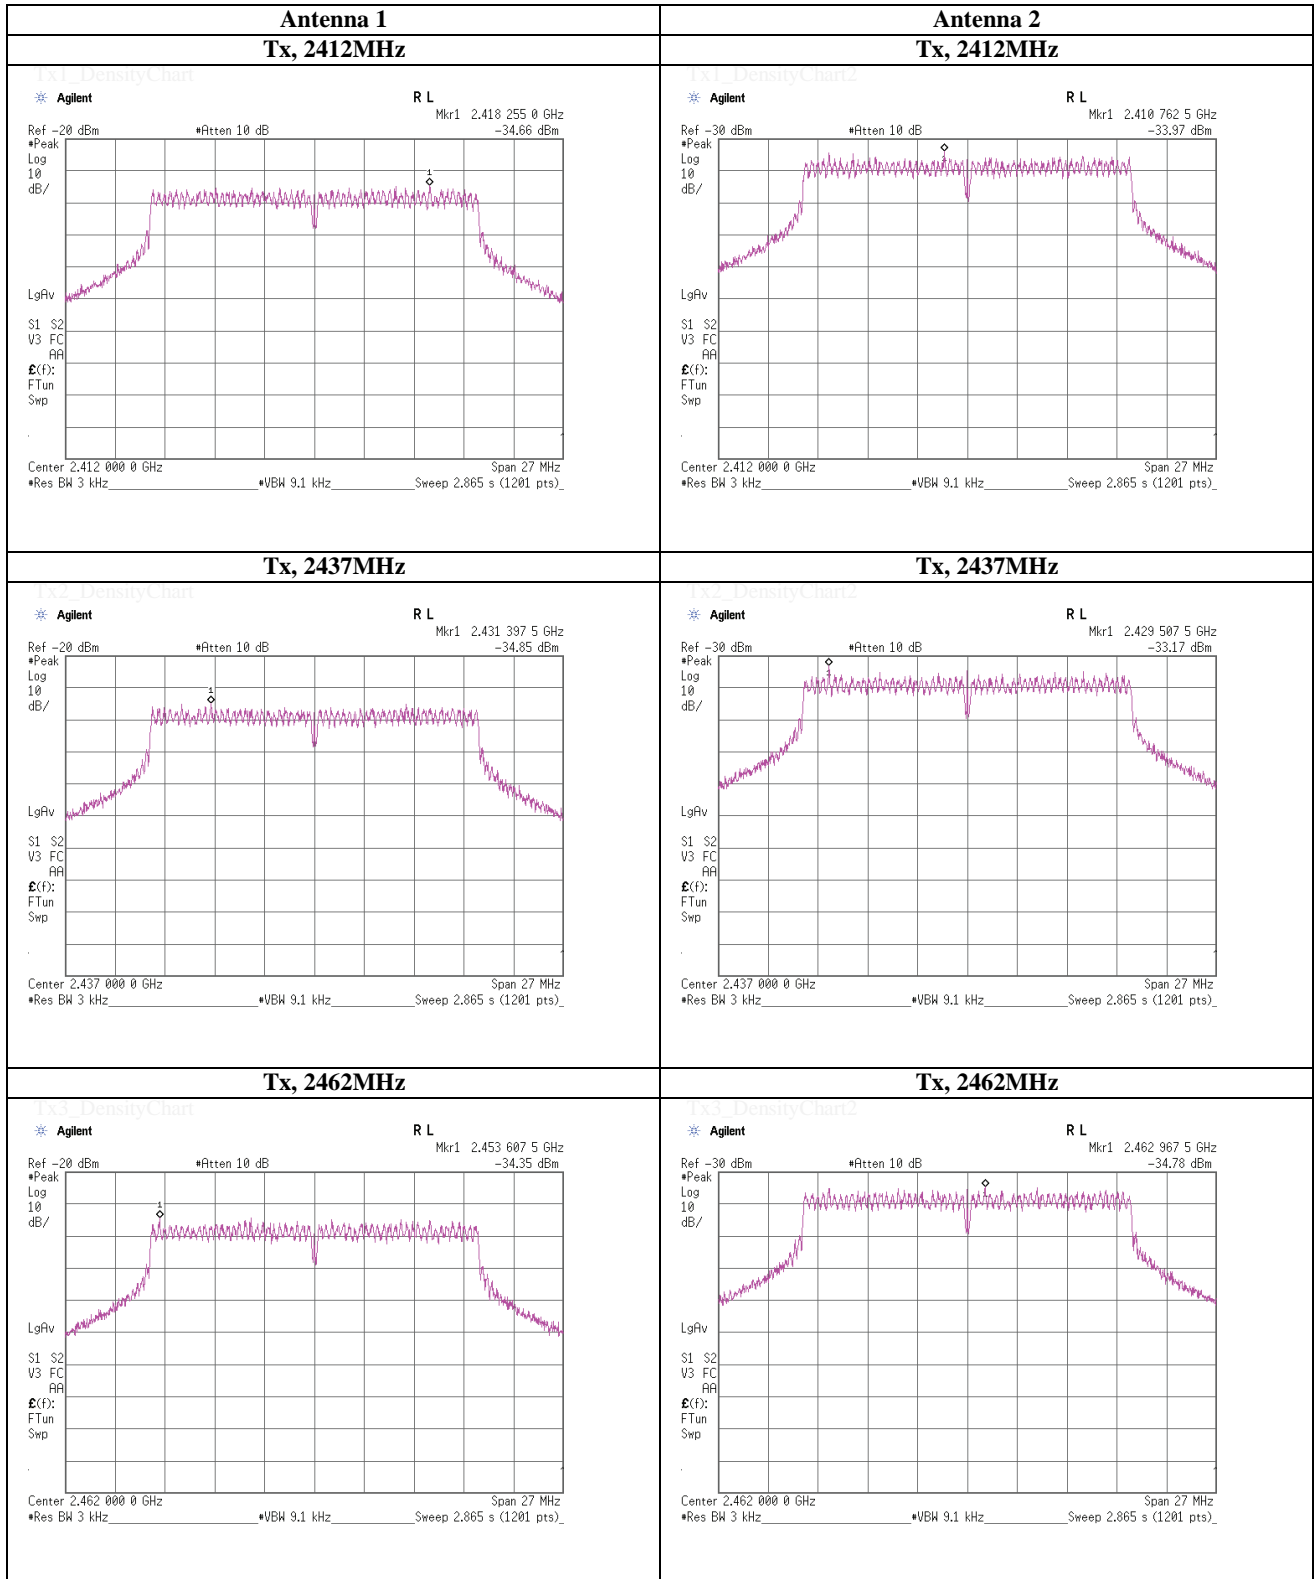 Antenna 1
Antenna 2
Tx, 2412MHz
Tx, 2412MHz
Tx1_DensityChart
Agilent
R L
Mkr1 2.418 255 0 GHz
Ref -20 dBm #Atten 10 dB -34.66 dBm
#Peak
Log
10
dB/
1
LgAv
S1 S2
V3 FC
AA
£(f):
FTun
Swp
Center 2.412 000 0 GHz Span 27 MHz
#Res BW 3 kHz #VBW 9.1 kHz Sweep 2.865 s (1201 pts)
Tx1_DensityChart2
Agilent
R L
Mkr1 2.410 762 5 GHz
Ref -30 dBm #Atten 10 dB -33.97 dBm
#Peak
Log
10
dB/
LgAv
S1 S2
V3 FC
AA
£(f):
FTun
Swp
Center 2.412 000 0 GHz Span 27 MHz
#Res BW 3 kHz #VBW 9.1 kHz Sweep 2.865 s (1201 pts)
Tx, 2437MHz
Tx, 2437MHz
Tx2_DensityChart
Agilent
R L
Mkr1 2.431 397 5 GHz
Ref -20 dBm #Atten 10 dB -34.85 dBm
#Peak
Log
10
dB/
1
LgAv
S1 S2
V3 FC
AA
£(f):
FTun
Swp
Center 2.437 000 0 GHz Span 27 MHz
#Res BW 3 kHz #VBW 9.1 kHz Sweep 2.865 s (1201 pts)
Tx2_DensityChart2
Agilent
R L
Mkr1 2.429 507 5 GHz
Ref -30 dBm #Atten 10 dB -33.17 dBm
#Peak
Log
10
dB/
LgAv
S1 S2
V3 FC
AA
£(f):
FTun
Swp
Center 2.437 000 0 GHz Span 27 MHz
#Res BW 3 kHz #VBW 9.1 kHz Sweep 2.865 s (1201 pts)
Tx, 2462MHz
Tx, 2462MHz
Tx3_DensityChart
Agilent
R L
Mkr1 2.453 607 5 GHz
Ref -20 dBm #Atten 10 dB -34.35 dBm
#Peak
Log
10
dB/
1
LgAv
S1 S2
V3 FC
AA
£(f):
FTun
Swp
Center 2.462 000 0 GHz Span 27 MHz
#Res BW 3 kHz #VBW 9.1 kHz Sweep 2.865 s (1201 pts)
Tx3_DensityChart2
Agilent
R L
Mkr1 2.462 967 5 GHz
Ref -30 dBm #Atten 10 dB -34.78 dBm
#Peak
Log
10
dB/
LgAv
S1 S2
V3 FC
AA
£(f):
FTun
Swp
Center 2.462 000 0 GHz Span 27 MHz
#Res BW 3 kHz #VBW 9.1 kHz Sweep 2.865 s (1201 pts)